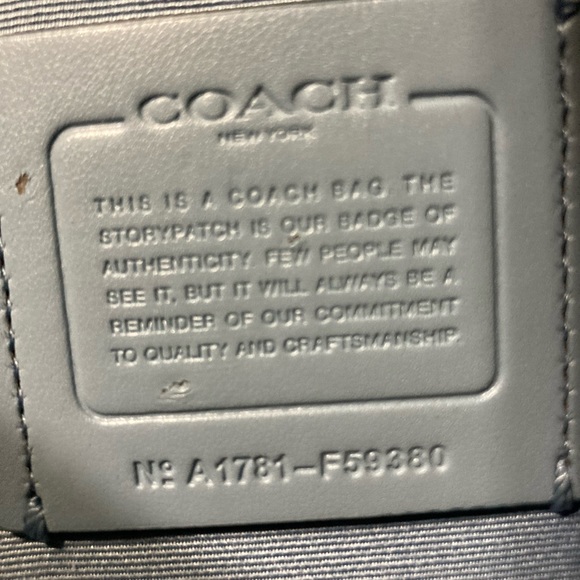 COACH
NEW YORK
THIS IS A COACH BAG. THE
STORYPATCH IS OUR BADGE OF
AUTHENTICITY. FEW PEOPLE MAY
SEE IT, BUT IT WILL ALWAYS BE A
REMINDER OF OUR COMMITMENT
TO QUALITY AND CRAFTSMANSHIP.
Nº A1781-F59380